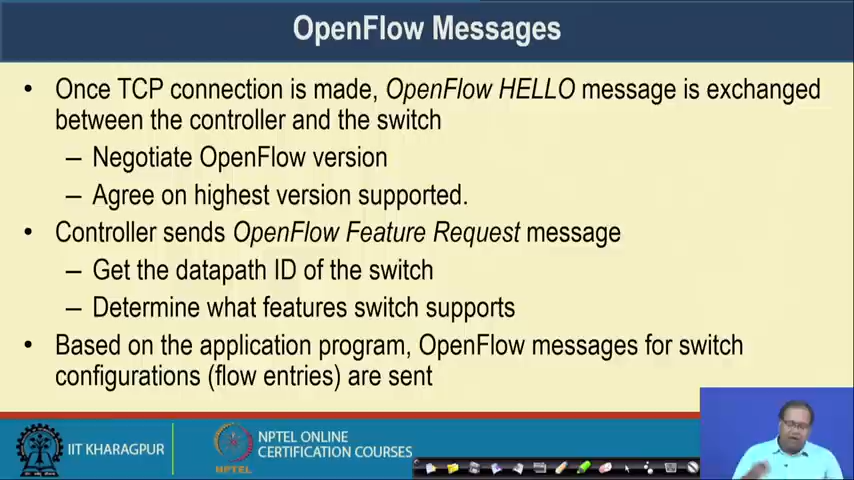 OpenFlow Messages
• Once TCP connection is made, OpenFlow HELLO message is exchanged
between the controller and the switch
– Negotiate OpenFlow version
– Agree on highest version supported.
• Controller sends OpenFlow Feature Request message
– Get the datapath ID of the switch
– Determine what features switch supports
• Based on the application program, OpenFlow messages for switch
configurations (flow entries) are sent
IIT KHARAGPUR
NPTEL
NPTEL ONLINE
CERTIFICATION COURSES